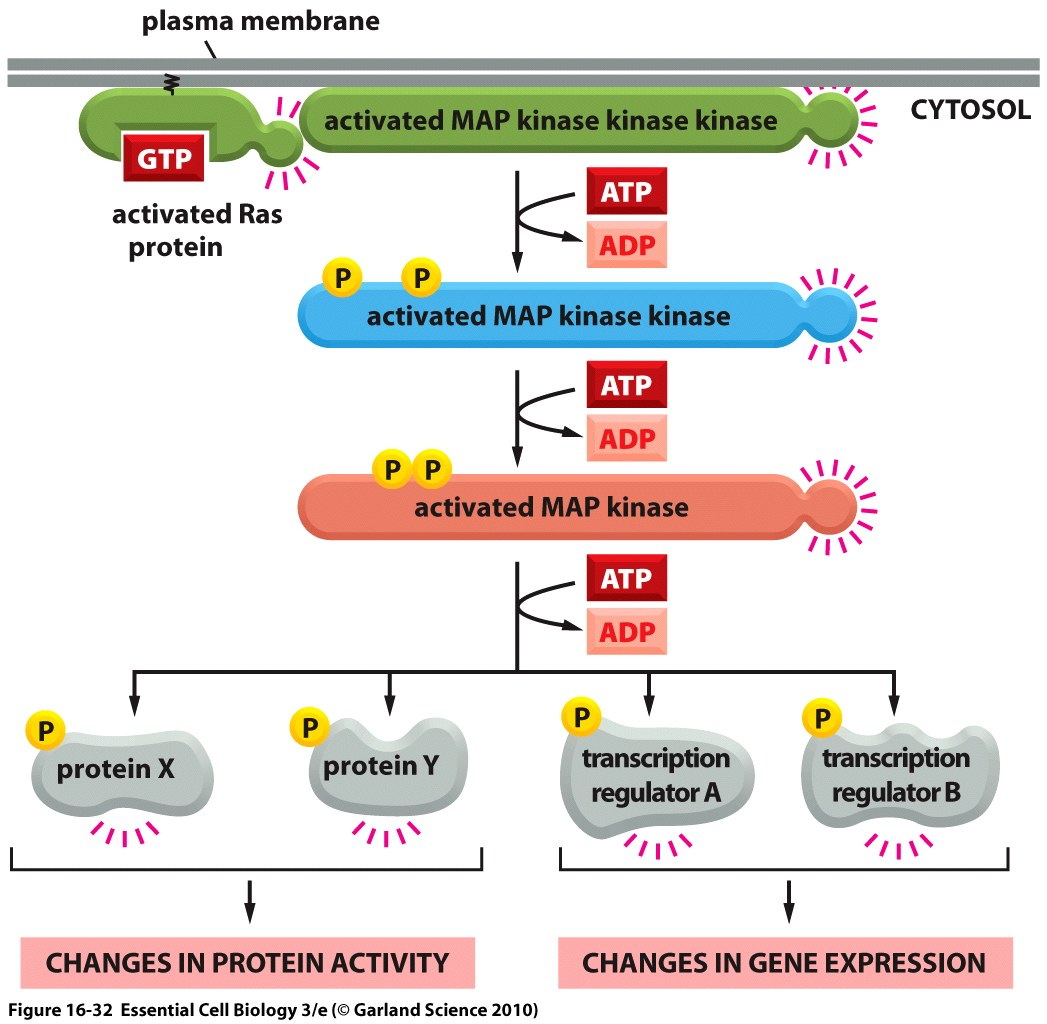 plasma membrane
CYTOSOL
activated MAP kinase kinase kinase
GTP
activated Ras
protein
ATP
ADP
P
P
activated MAP kinase kinase
ATP
ADP
P
P
activated MAP kinase
ATP
ADP
P
protein X
P
protein Y
P
transcription
regulator A
P
transcription
regulator B
CHANGES IN PROTEIN ACTIVITY
CHANGES IN GENE EXPRESSION
Figure 16-32 Essential Cell Biology 3/e (© Garland Science 2010)